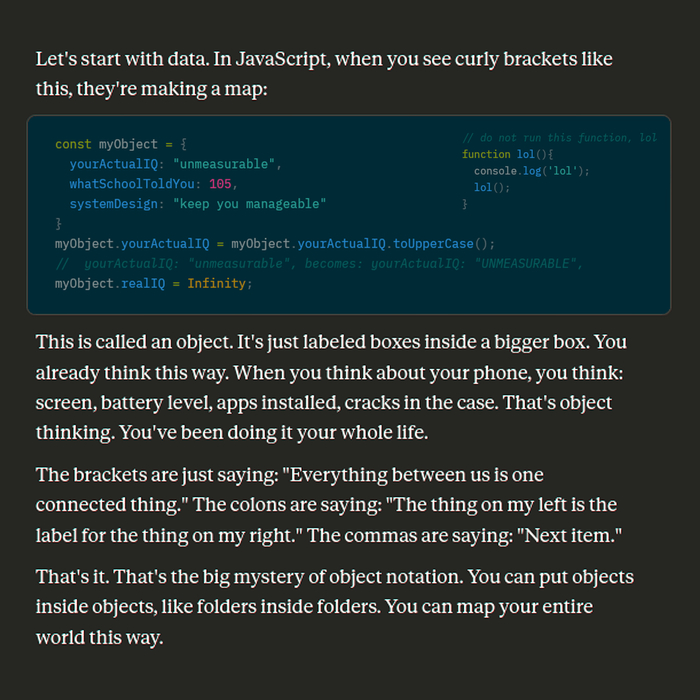 Let's start with data. In JavaScript, when you see curly brackets like
this, they're making a map:
const myObject = {
yourActualIQ: "unmeasurable",
whatSchoolToldYou: 105,
systemDesign: "keep you manageable"
}
myObject.yourActualIQ = myObject.yourActualIQ.toUpperCase();
//  yourActualIQ: "unmeasurable", becomes: yourActualIQ: "UNMEASURABLE",
myObject.realIQ = Infinity;
// do not run this function, lol
function lol(){
console.log('lol');
lol();
}
This is called an object. It's just labeled boxes inside a bigger box. You
already think this way. When you think about your phone, you think:
screen, battery level, apps installed, cracks in the case. That's object
thinking. You've been doing it your whole life.
The brackets are just saying: "Everything between us is one
connected thing." The colons are saying: "The thing on my left is the
label for the thing on my right." The commas are saying: "Next item."
That's it. That's the big mystery of object notation. You can put objects
inside objects, like folders inside folders. You can map your entire
world this way.